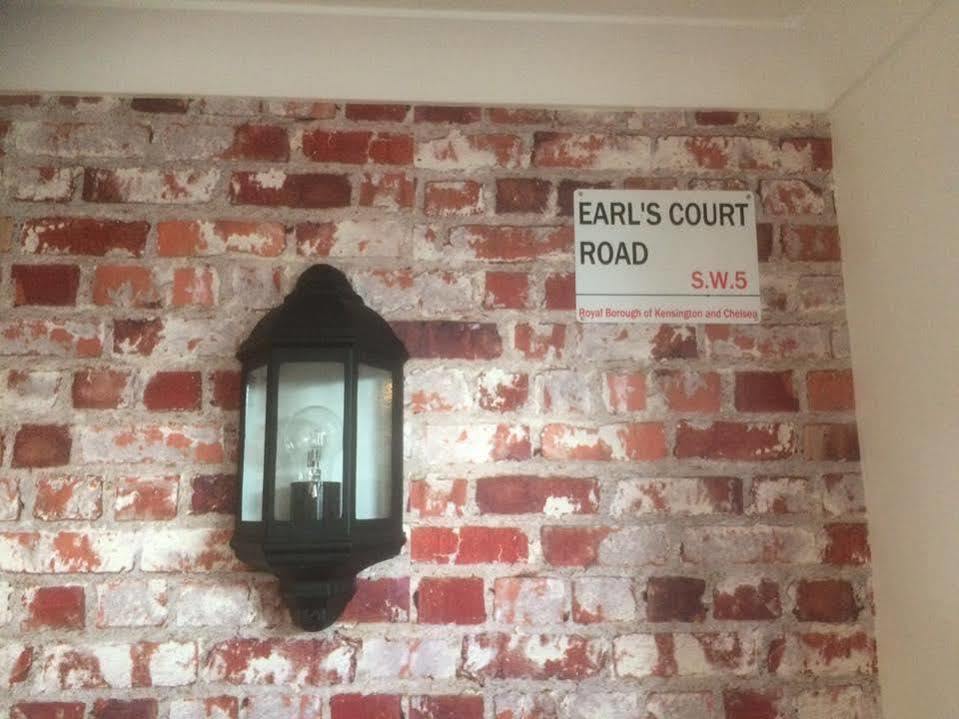 EARL'S COURT
ROAD
S.W.5
Royal Borough of Kensington and Chelsea